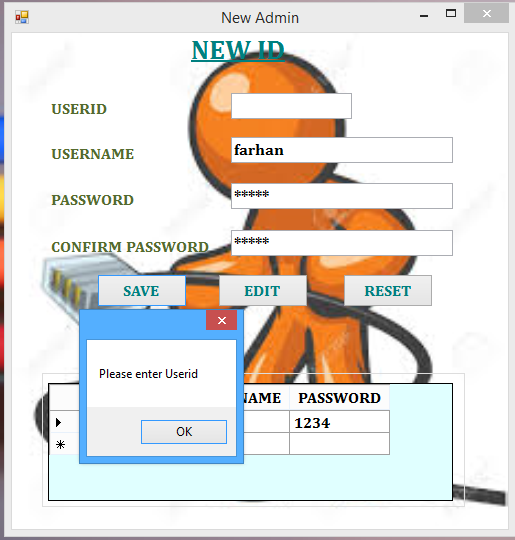 New Admin
NEW ID
USERID
USERNAME farhan
PASSWORD *****
CONFIRM PASSWORD *****
SAVE EDIT RESET
Please enter Userid
OK
NAME PASSWORD
1234